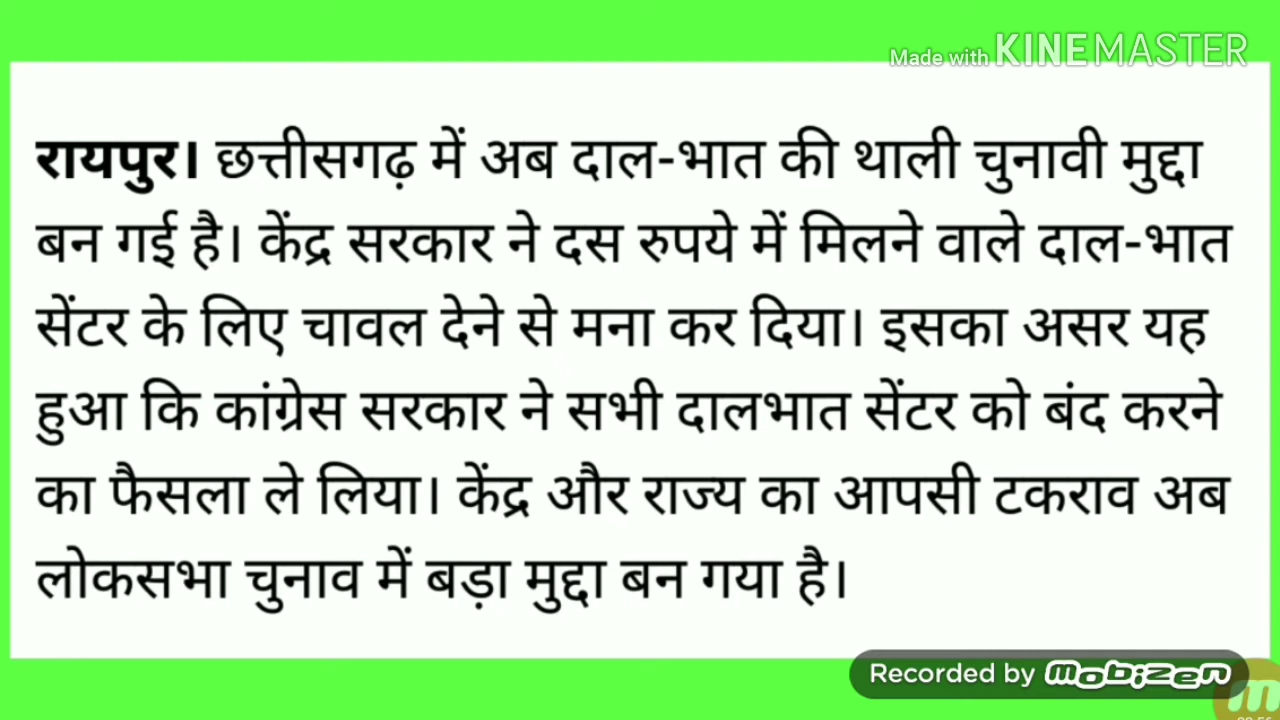 Made with KINEMASTER
रायपुर। छत्तीसगढ़ में अब दाल-भात की थाली चुनावी मुद्दा
बन गई है। केंद्र सरकार ने दस रुपये में मिलने वाले दाल-भात
सेंटर के लिए चावल देने से मना कर दिया। इसका असर यह
हुआ कि कांग्रेस सरकार ने सभी दालभात सेंटर को बंद करने
का फैसला ले लिया। केंद्र और राज्य का आपसी टकराव अब
लोकसभा चुनाव में बड़ा मुद्दा बन गया है।
Recorded by mobizen